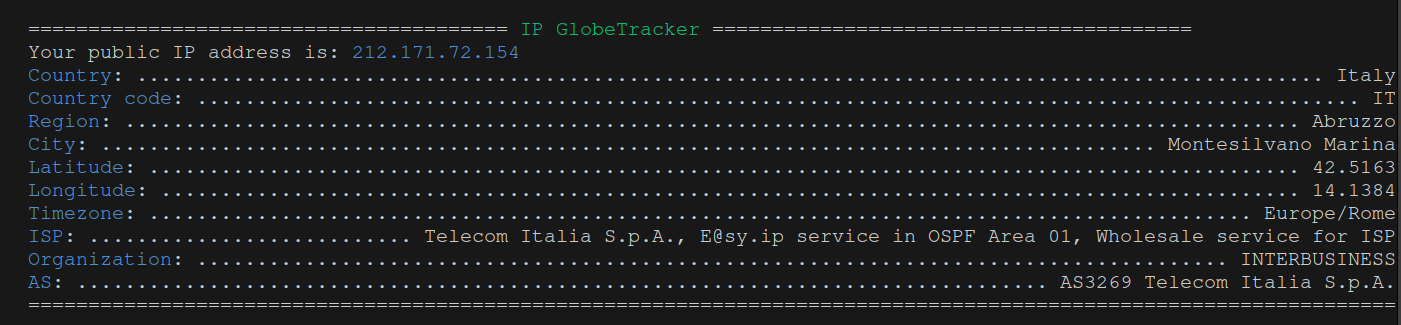 ======================================== IP GlobeTracker ========================================
Your public IP address is: 212.171.72.154
Country: ................................................................................................... Italy
Country code: ................................................................................................. IT
Region: .................................................................................................. Abruzzo
City: ........................................................................................ Montesilvano Marina
Latitude: ................................................................................................ 42.5163
Longitude: ............................................................................................... 14.1384
Timezone: ............................................................................................ Europe/Rome
ISP: ........................... Telecom Italia S.p.A., E@sy.ip service in OSPF Area 01, Wholesale service for ISP
Organization: ...................................................................................... INTERBUSINESS
AS: ................................................................................. AS3269 Telecom Italia S.p.A.
==================================================================================================================